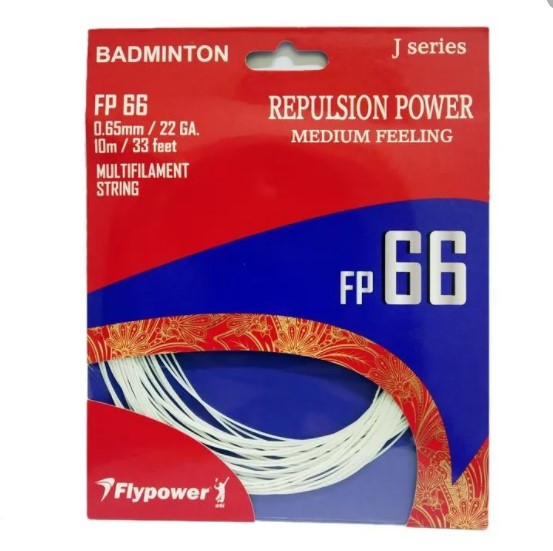 BADMINTON
J series
FP 66
0.65mm / 22 GA.
10m / 33 feet
MULTIFILAMENT
STRING
REPULSION POWER
MEDIUM FEELING
FP 66
Flypower